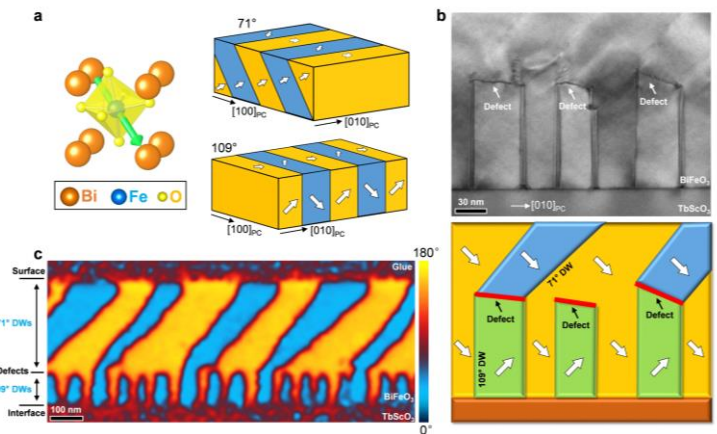 a
71°
[100]PC
[010]PC
109°
[100]PC
[010]PC
Bi Fe O
b
Defect
Defect
Defect
BiFeO3
30 nm
[010]PC
TbScO3
71° DW
Defect
Defect
Defect
109° DW
c
Surface
Glue
180°
71° DWs
Defects
09° DWs
Interface
100 nm
BiFeO3
TbScO3
0°